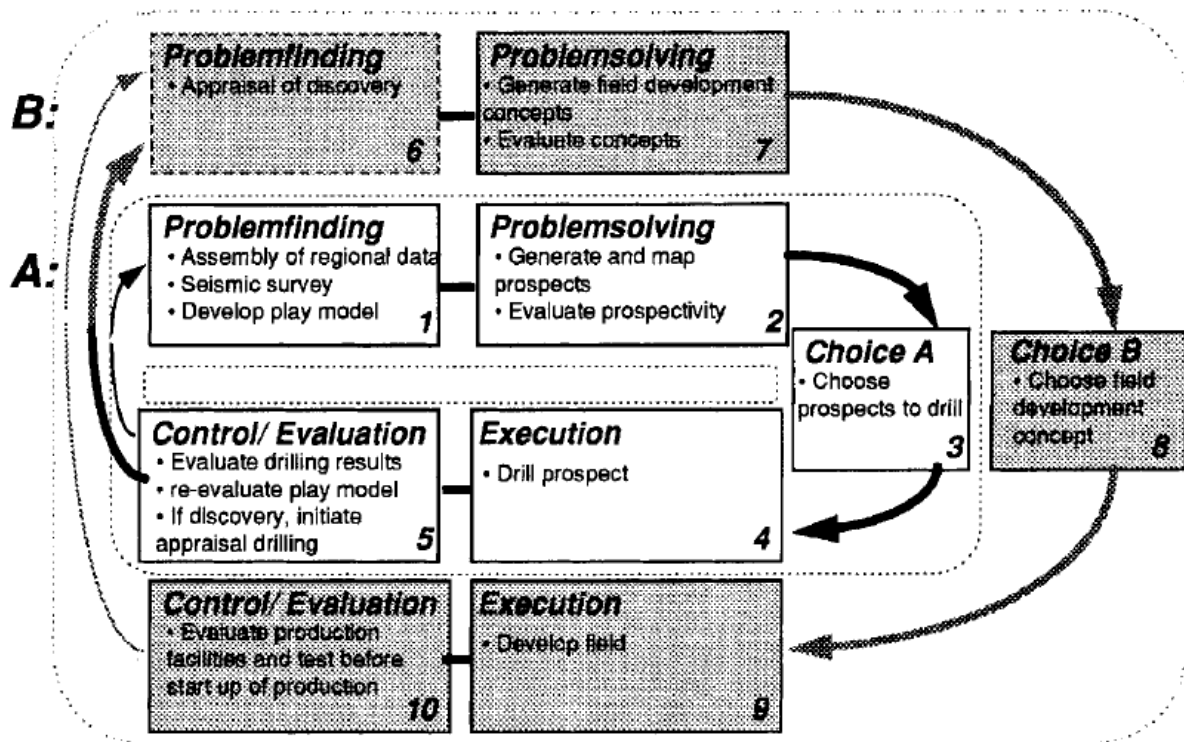 B:
Problemfinding
• Appraisal of discovery
6
Problemsolving
• Generate field development
concepts
• Evaluate concepts
7
A:
Problemfinding
• Assembly of regional data
• Seismic survey
• Develop play model
1
Problemsolving
• Generate and map
prospects
• Evaluate prospectivity
2
Choice A
• Choose
prospects to drill
3
Choice B
• Choose field
development
concept
8
Control/ Evaluation
• Evaluate drilling results
• re-evaluate play model
• If discovery, initiate
appraisal drilling
5
Execution
• Drill prospect
4
Control/ Evaluation
• Evaluate production
facilities and test before
start up of production
10
Execution
• Develop field
9